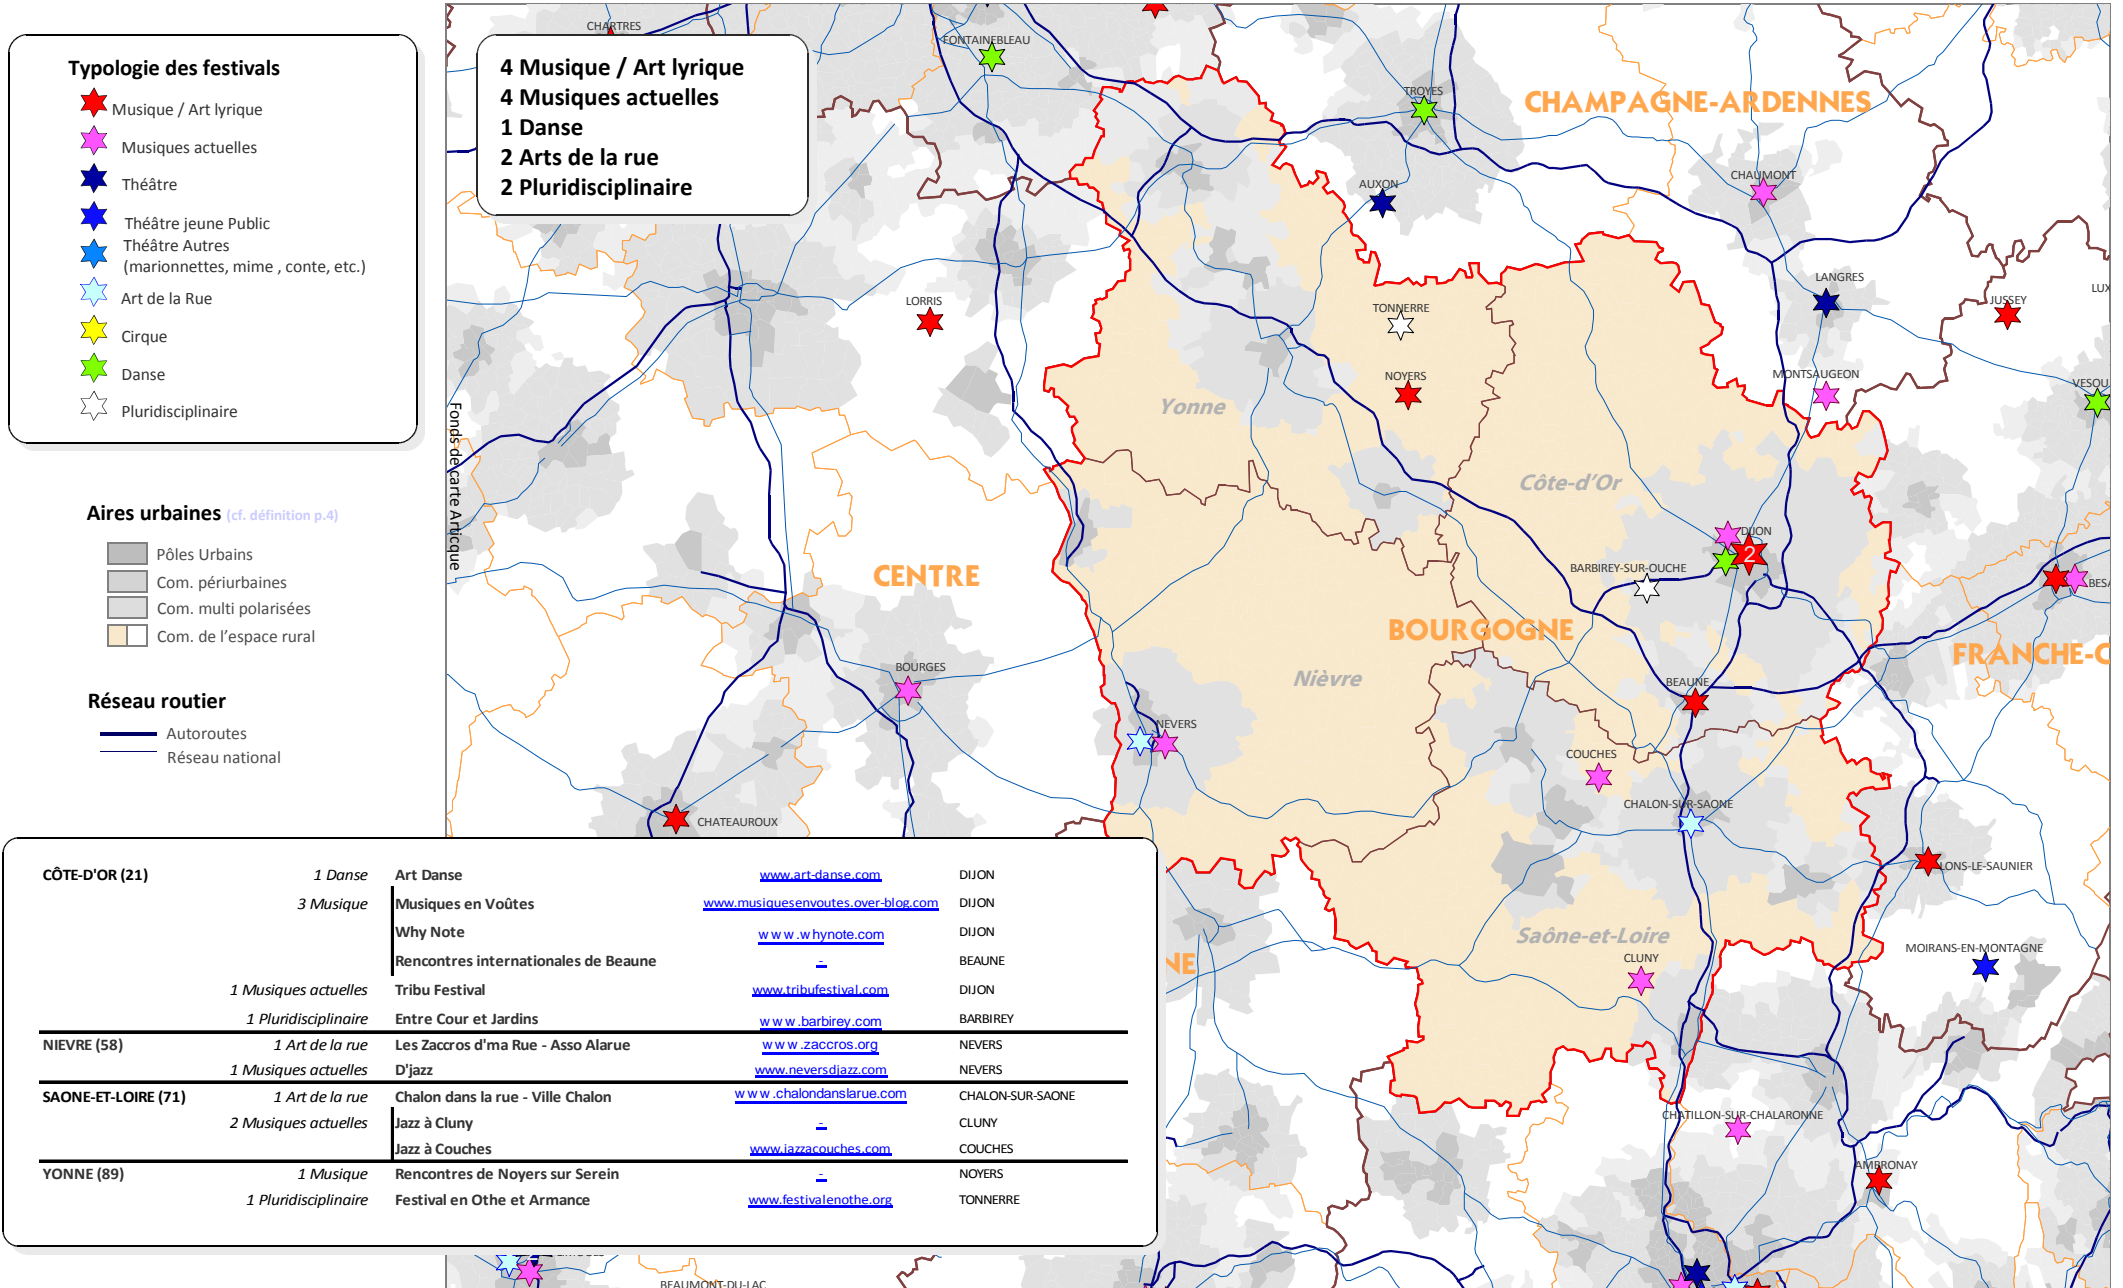 Typologie des festivals
Musique / Art lyrique
Musiques actuelles
Théâtre
Théâtre jeune Public
Théâtre Autres
(marionnettes, mime , conte, etc.)
Art de la Rue
Cirque
Danse
Pluridisciplinaire
Aires urbaines (cf. définition p.4)
Pôles Urbains
Com. périurbaines
Com. multi polarisées
Com. de l'espace rural
Réseau routier
Autoroutes
Réseau national
4 Musique / Art lyrique
4 Musiques actuelles
1 Danse
2 Arts de la rue
2 Pluridisciplinaire
Fonds de carte Articque
CHARTRES
FONTAINEBLEAU
TROYES
CHAMPAGNE-ARDENNES
AUXON
CHAUMONT
LANGRES
JUSSEY
LUX
LORRIS
TONNERRE
NOYERS
MONTSAUGEON
VESOU
Yonne
Côte-d'Or
DIJON
2
BARBIREY-SUR-OUCHE
CENTRE
BESA
BOURGOGNE
FRANCHE-C
BOURGES
Nièvre
BEAUNE
NEVERS
COUCHES
CHALON-SUR-SAONE
CHATEAUROUX
LONS-LE-SAUNIER
Saône-et-Loire
MOIRANS-EN-MONTAGNE
CLUNY
NE
CHATILLON-SUR-CHALARONNE
AMBRONAY
BEAUMONT-DU-LAC
CÔTE-D'OR (21) 1 Danse Art Danse www.art-danse.com DIJON
3 Musique Musiques en Voûtes www.musiquesenvoutes.over-blog.com DIJON
Why Note www.whynote.com DIJON
Rencontres internationales de Beaune - BEAUNE
1 Musiques actuelles Tribu Festival www.tribufestival.com DIJON
1 Pluridisciplinaire Entre Cour et Jardins www.barbirey.com BARBIREY
NIEVRE (58) 1 Art de la rue Les Zaccros d'ma Rue - Asso Alarue www.zaccros.org NEVERS
1 Musiques actuelles D'jazz www.neversdjazz.com NEVERS
SAONE-ET-LOIRE (71) 1 Art de la rue Chalon dans la rue - Ville Chalon www.chalondanslarue.com CHALON-SUR-SAONE
2 Musiques actuelles Jazz à Cluny - CLUNY
Jazz à Couches www.jazzacouches.com COUCHES
YONNE (89) 1 Musique Rencontres de Noyers sur Serein - NOYERS
1 Pluridisciplinaire Festival en Othe et Armance www.festivalenothe.org TONNERRE